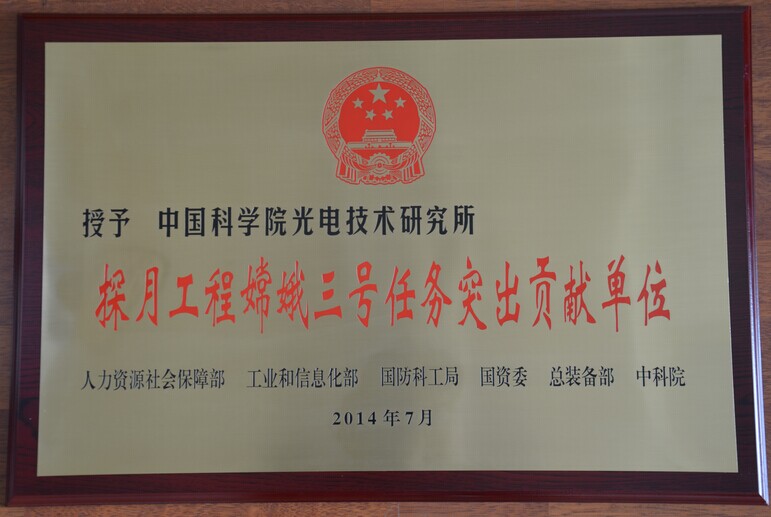 授予 中国科学院光电技术研究所
探月工程嫦娥三号任务突出贡献单位
人力资源社会保障部 工业和信息化部 国防科工局 国资委 总装备部 中科院
2014年7月